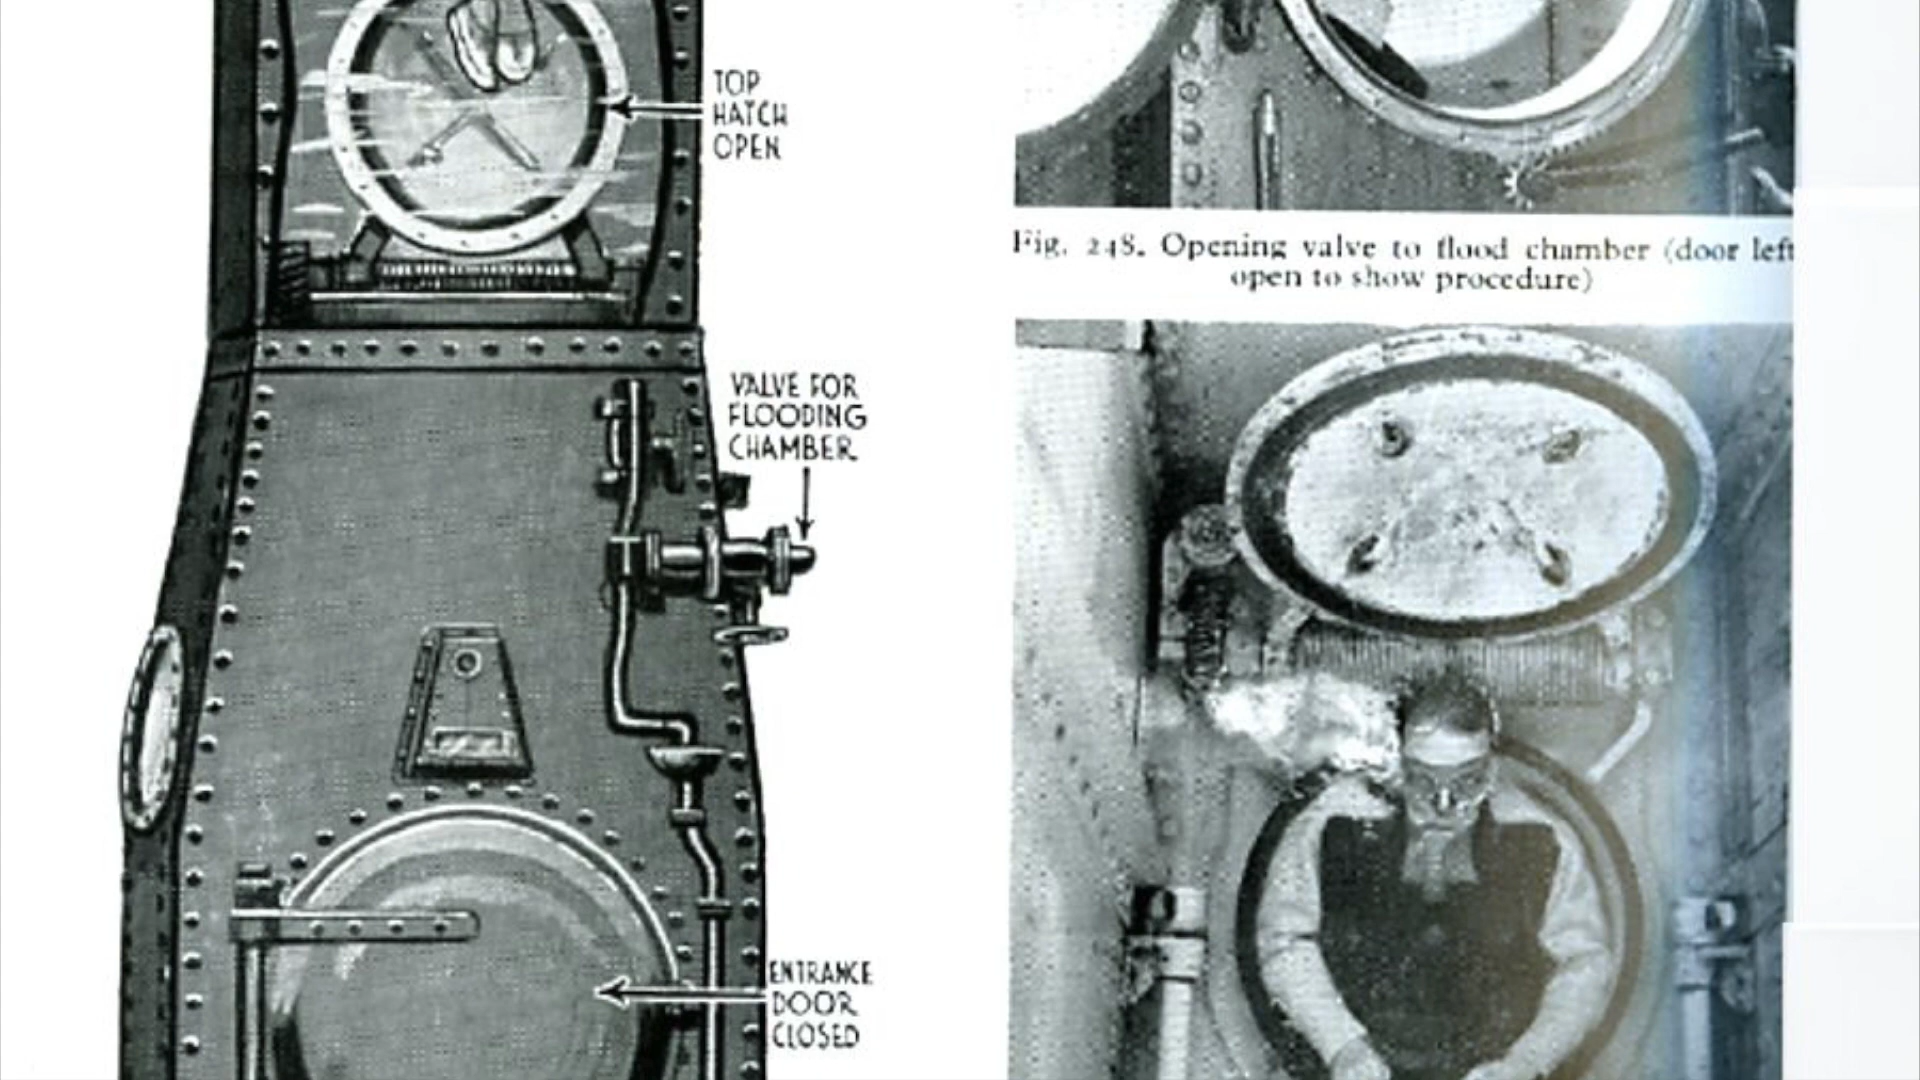 TOP
HATCH
OPEN
VALVE FOR
FLOODING
CHAMBER
ENTRANCE
DOOR
CLOSED
Fig. 248. Opening valve to flood chamber (door left
open to show procedure)